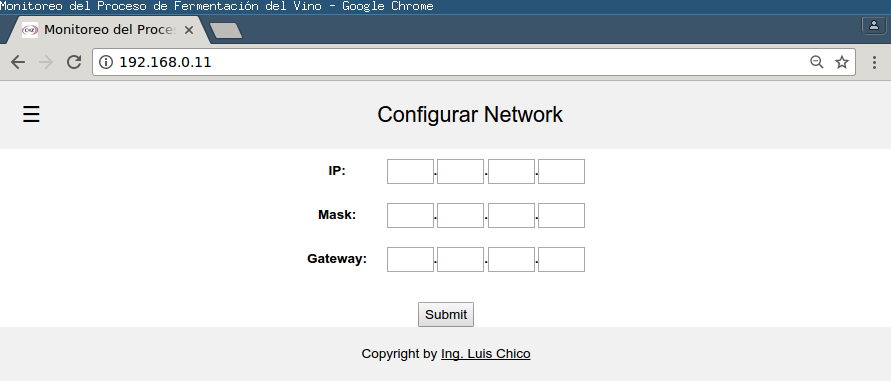 Monitoreo del Proceso de Fermentación del Vino - Google Chrome
Monitoreo del Proces
192.168.0.11
Configurar Network
IP: . . .
Mask: . . .
Gateway: . . .
Submit
Copyright by Ing. Luis Chico